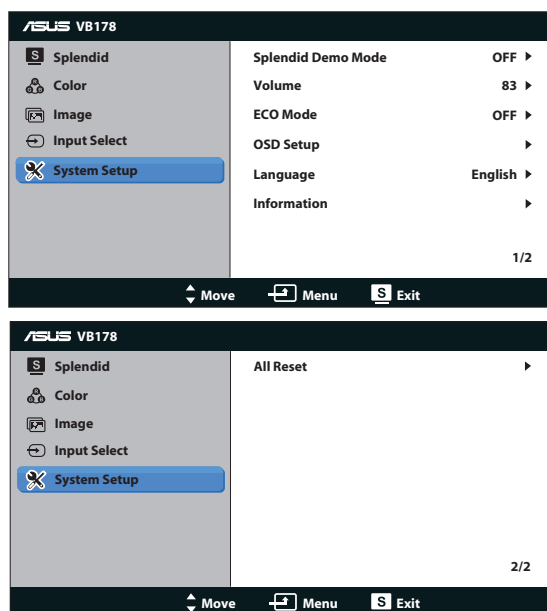 ASUS VB178
S Splendid
Color
Image
Input Select
System Setup
Splendid Demo Mode OFF
Volume 83
ECO Mode OFF
OSD Setup
Language English
Information
1/2
Move Menu S Exit
ASUS VB178
S Splendid
Color
Image
Input Select
System Setup
All Reset
2/2
Move Menu S Exit